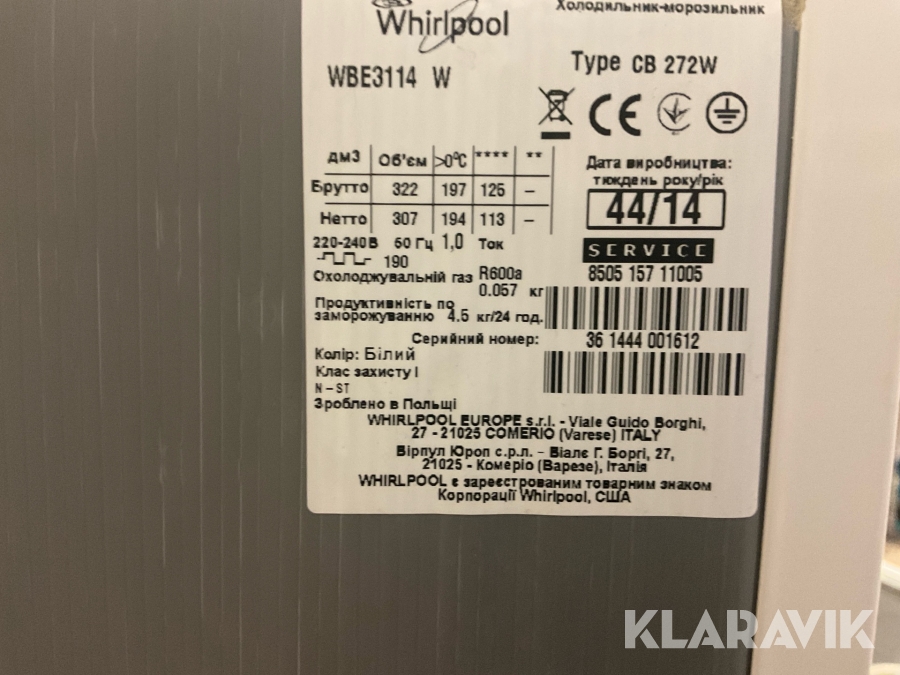 Холодильник-морозильник
Whirlpool
Type CB 272W
WBE3114 W
CE
дм3 Об'єм >0°C **** **
Брутто 322 197 125 –
Нетто 307 194 113 –
220-240В 50 Гц 1,0 Ток
190
Охолоджувальній газ R600a
0.057 кг
Продуктивність по
заморожуванню 4.5 кг/24 год.
Дата виробництва:
тиждень року/рік
44/14
SERVICE
8505 157 11005
Серийний номер: 36 1444 001612
Колір: Білий
Клас захисту I
N – ST
Зроблено в Польщі
WHIRLPOOL EUROPE s.r.l. - Viale Guido Borghi,
27 - 21025 COMERIO (Varese) ITALY
Вірпул Юроп с.р.л. – Віалє Г. Боргі, 27,
21025 - Комеріо (Варезе), Італія
WHIRLPOOL є зареєстрованим товарним знаком
Корпорації Whirlpool, США
KLARAVIK